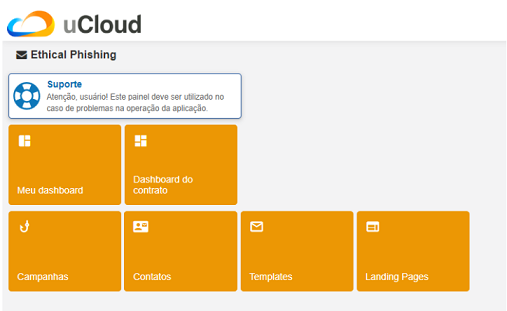 uCloud
Ethical Phishing
Suporte
Atenção, usuário! Este painel deve ser utilizado no
caso de problemas na operação da aplicação.
Meu dashboard
Dashboard do
contrato
Campanhas
Contatos
Templates
Landing Pages